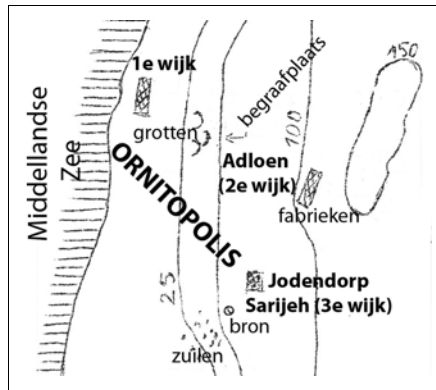 1e wijk
150
begraafplaats
grotten
100
Middellandse
Zee
ORNITOPOLIS
Adloen
(2e wijk)
fabrieken
25
Jodendorp
Sarijeh (3e wijk)
bron
zuilen